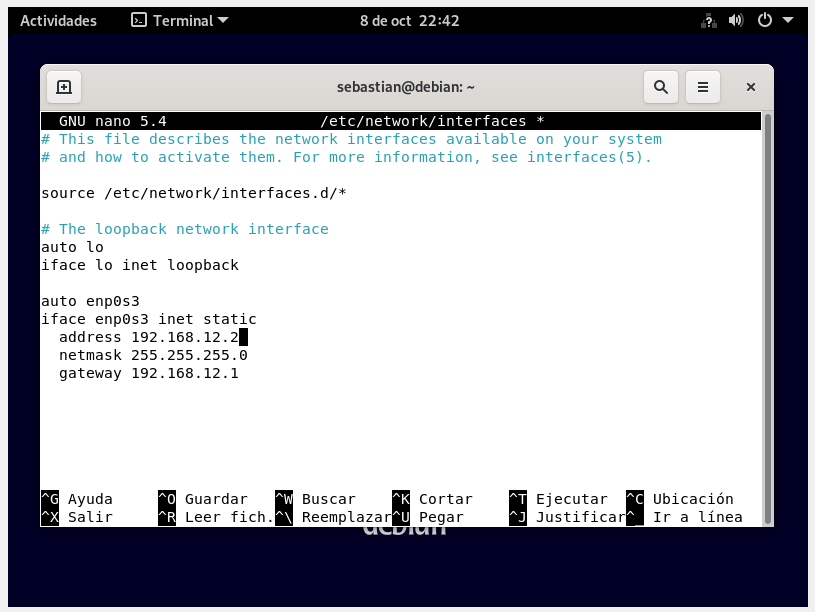 Actividades Terminal 8 de oct 22:42
sebastian@debian: ~
GNU nano 5.4 /etc/network/interfaces *
# This file describes the network interfaces available on your system
# and how to activate them. For more information, see interfaces(5).
source /etc/network/interfaces.d/*
# The loopback network interface
auto lo
iface lo inet loopback
auto enp0s3
iface enp0s3 inet static
address 192.168.12.2
netmask 255.255.255.0
gateway 192.168.12.1
^G Ayuda ^O Guardar ^W Buscar ^K Cortar ^T Ejecutar ^C Ubicación
^X Salir ^R Leer fich. ^\ Reemplazar ^U Pegar ^J Justificar ^_ Ir a línea
debian